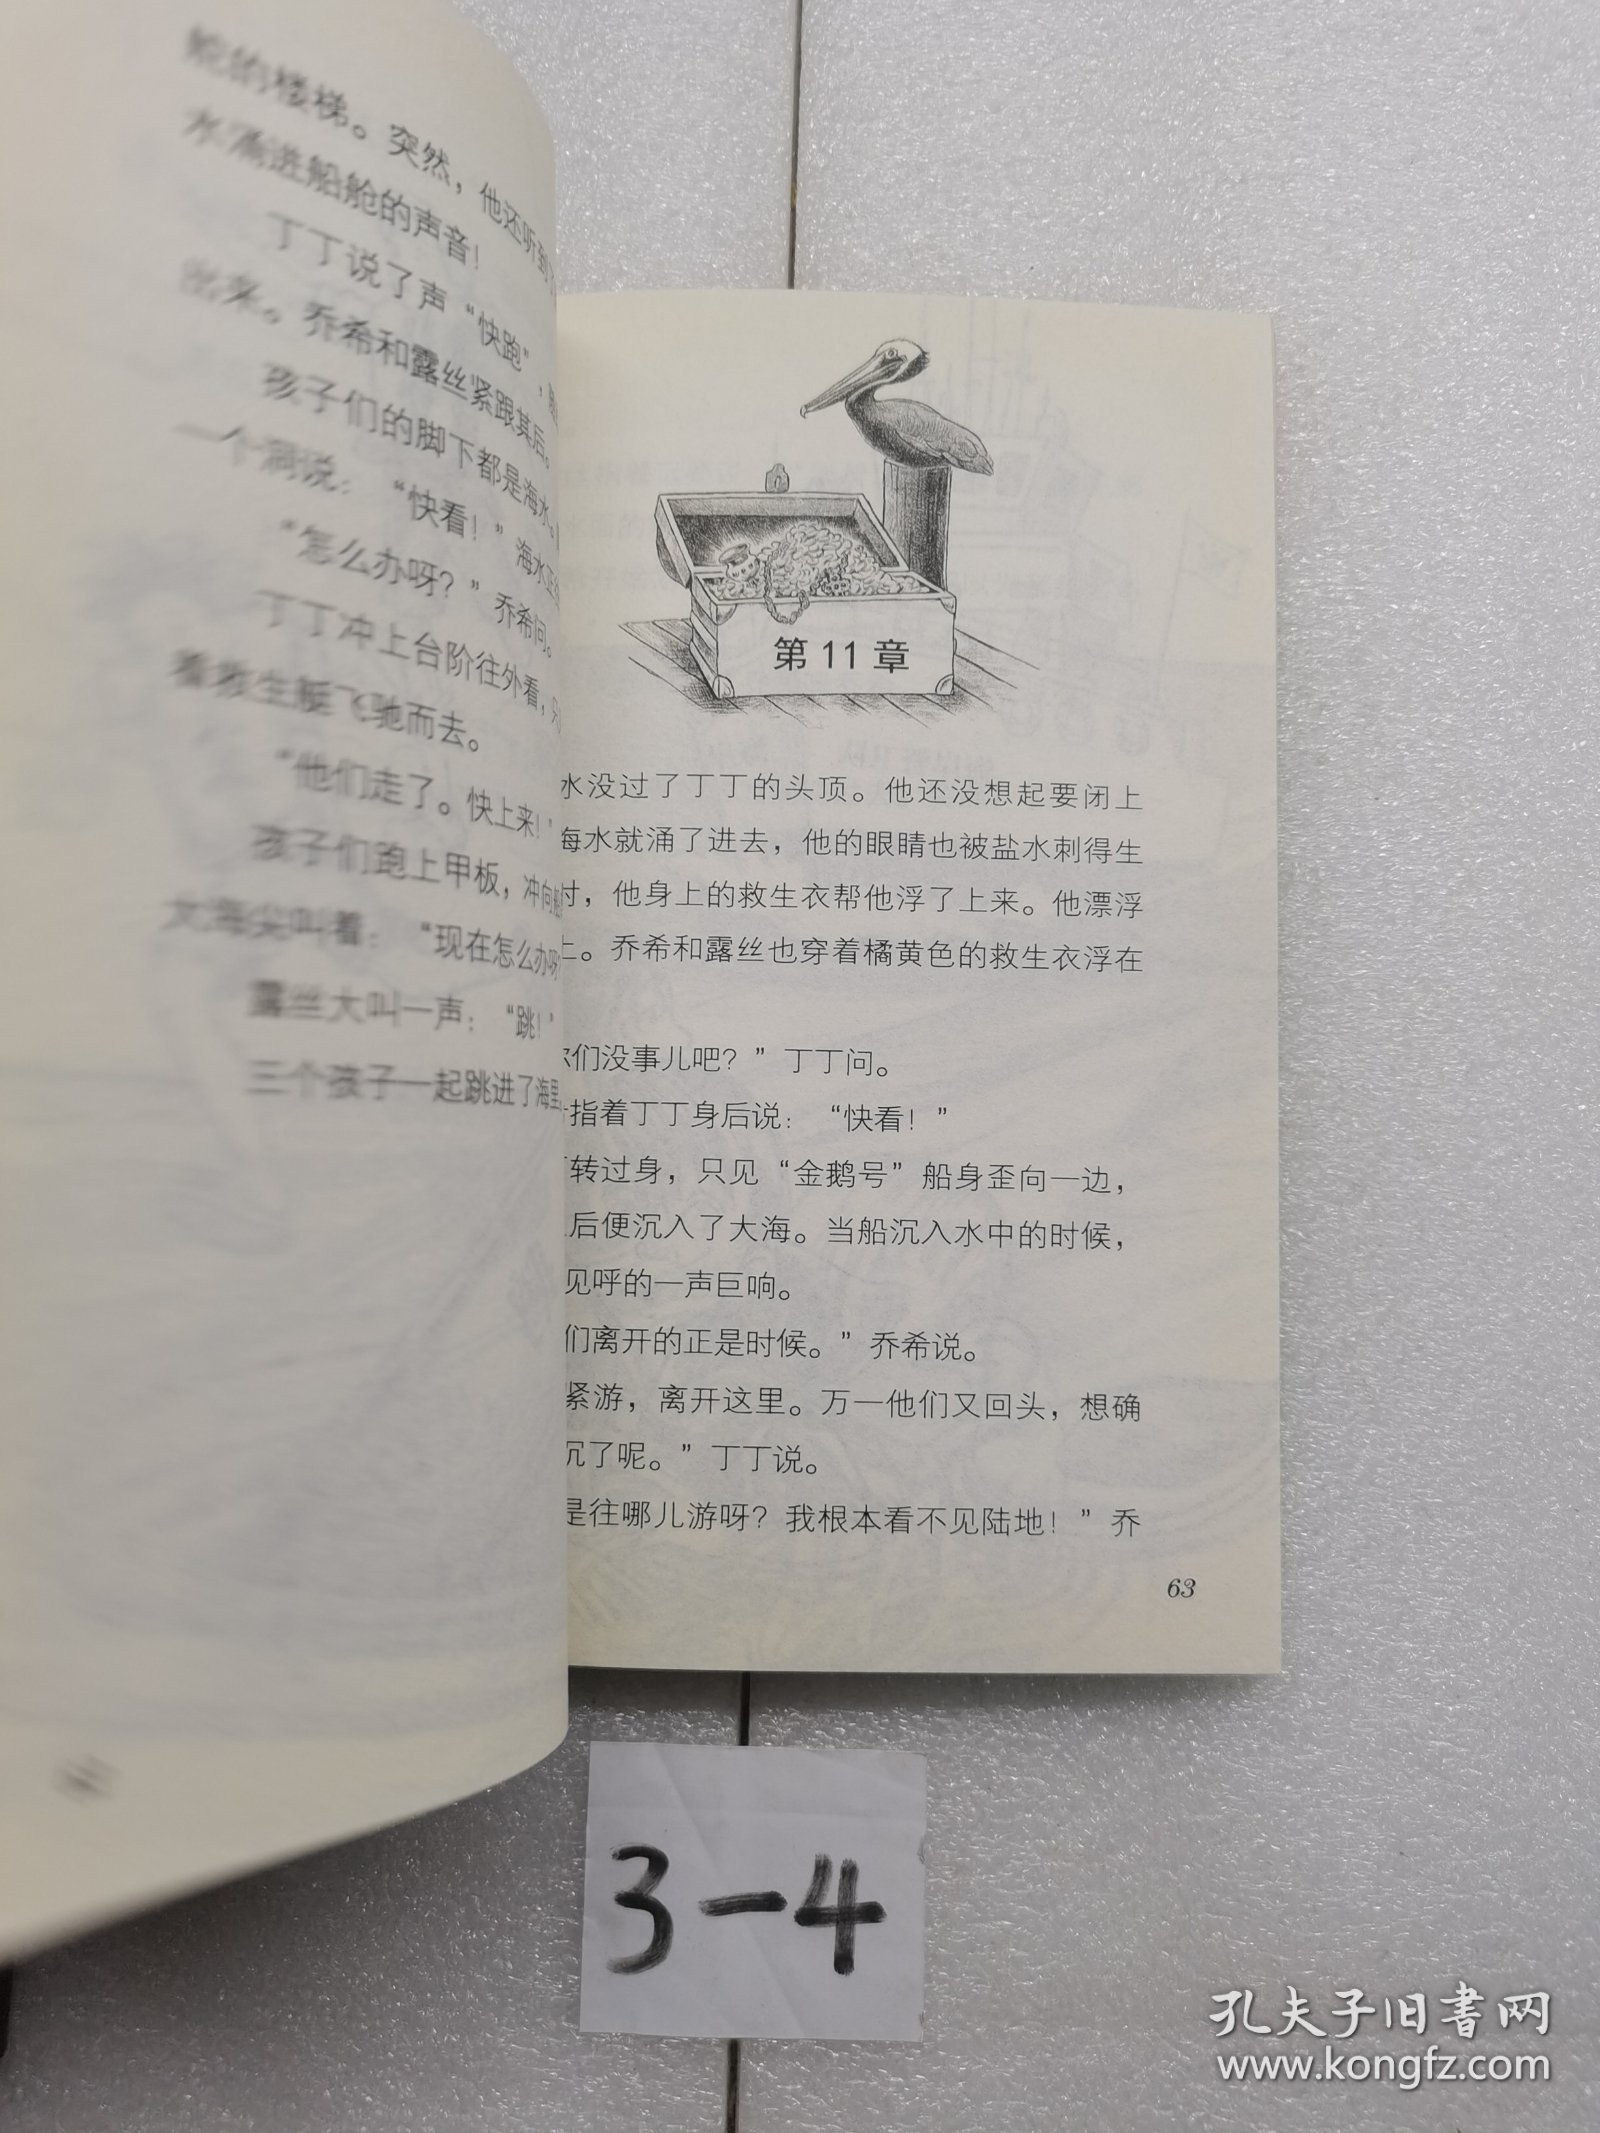 舱的楼梯。突然，他还听到了
水涌进船舱的声音！
丁丁说了声“快跑”，
出来。乔希和露丝紧跟其后。
孩子们的脚下都是海水。
一个洞说：“快看！”海水正
“怎么办呀？”乔希问。
丁丁冲上台阶往外看，只
着救生艇飞驰而去。
“他们走了。快上来！”
孩子们跑上甲板，冲向
大海尖叫着：“现在怎么办呀
露丝大叫一声：“跳！”
三个孩子一起跳进了海里。
第11章
水没过了丁丁的头顶。他还没想起要闭上
海水就涌了进去，他的眼睛也被盐水刺得生
时，他身上的救生衣帮他浮了上来。他漂浮
上。乔希和露丝也穿着橘黄色的救生衣浮在
你们没事儿吧？”丁丁问。
指着丁丁身后说：“快看！”
转过身，只见“金鹅号”船身歪向一边，
后便沉入了大海。当船沉入水中的时候，
见呼的一声巨响。
们离开的正是时候。”乔希说。
紧游，离开这里。万一他们又回头，想确
沉了呢。”丁丁说。
是往哪儿游呀？我根本看不见陆地！”乔
63
3-4
孔夫子旧书网
www.kongfz.com